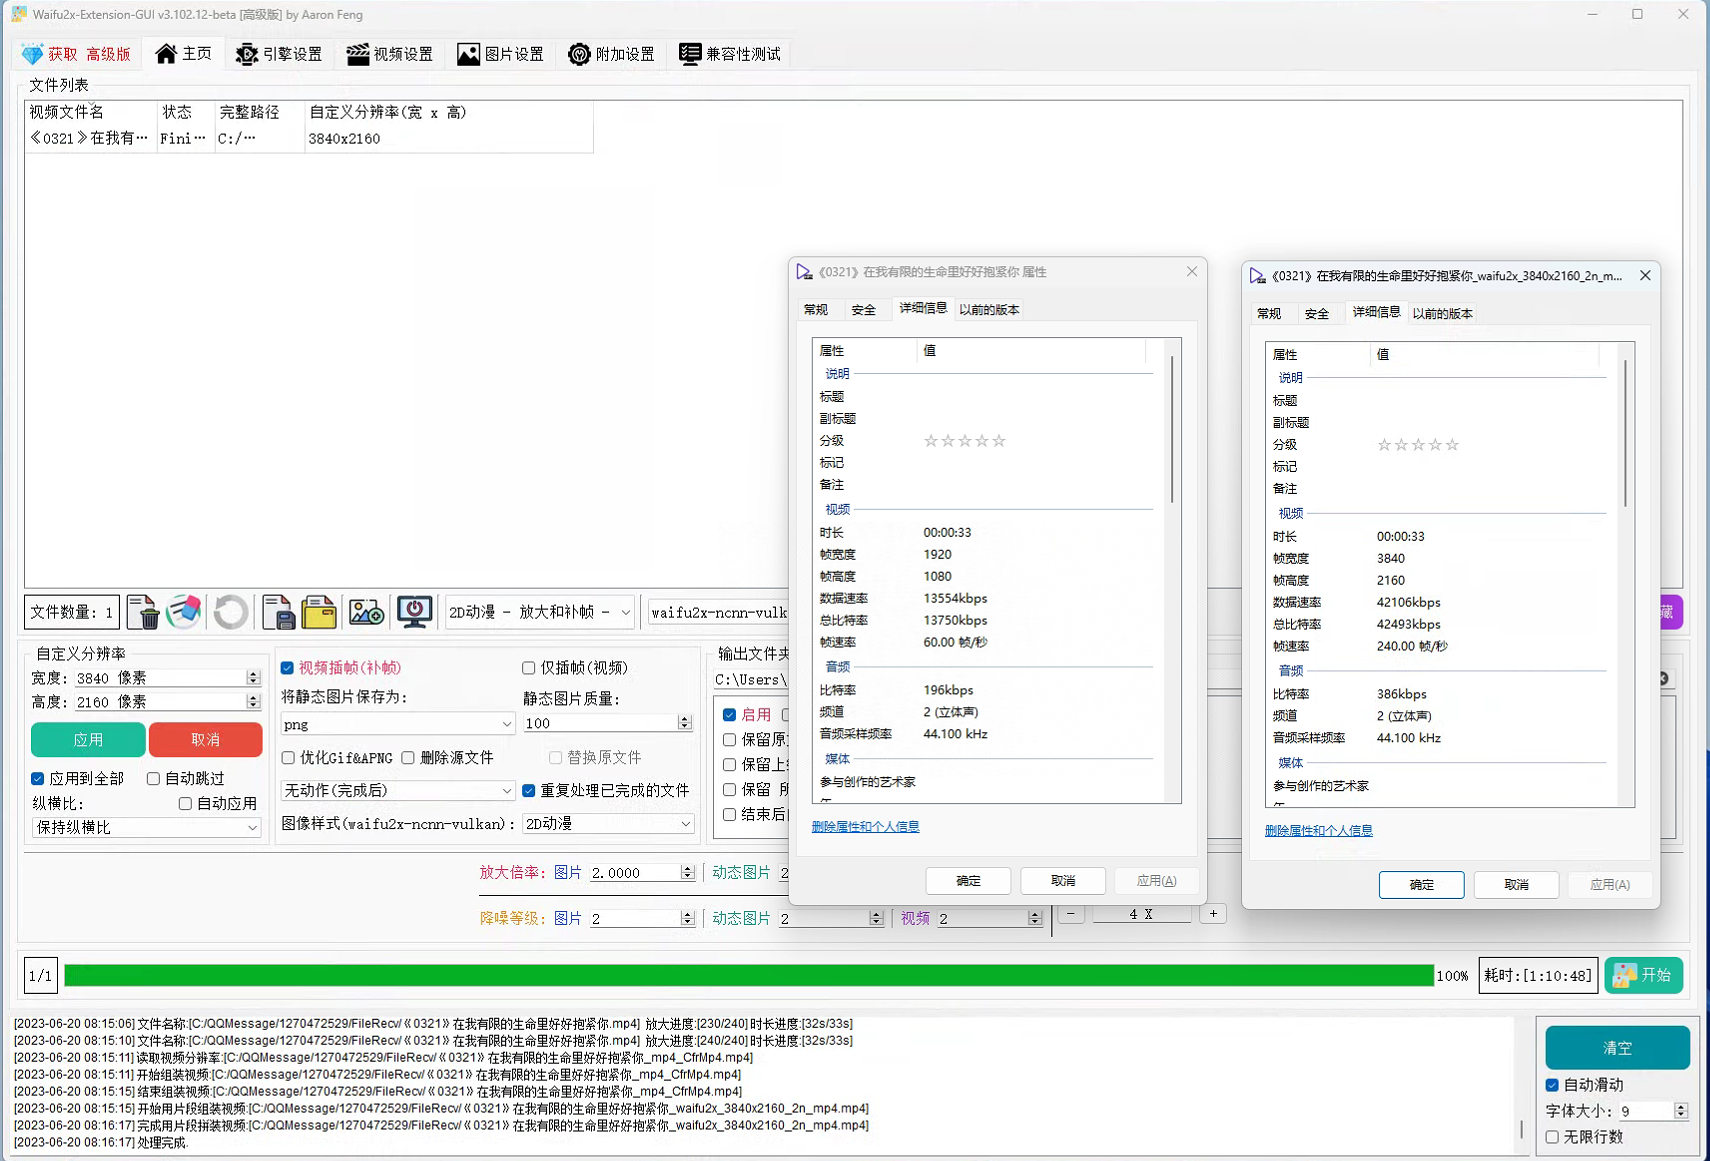 Waifu2x-Extension-GUI v3.102.12-beta [高级版] by Aaron Feng
获取 高级版
主页
引擎设置
视频设置
图片设置
附加设置
兼容性测试
文件列表
视频文件名 状态 完整路径 自定义分辨率(宽 x 高)
《0321》在我有… Fini… C:/… 3840x2160
文件数量: 1
2D动漫 - 放大和补帧 -
waifu2x-ncnn-vulk
藏
自定义分辨率
宽度: 3840 像素
高度: 2160 像素
应用 取消
应用到全部 自动跳过
纵横比: 自动应用
保持纵横比
视频插帧(补帧) 仅插帧(视频)
将静态图片保存为: 静态图片质量:
png 100
优化Gif&APNG 删除源文件 替换原文件
无动作(完成后) 重复处理已完成的文件
图像样式(waifu2x-ncnn-vulkan): 2D动漫
输出文件夹
C:\Users\
启用
保留原
保留上
保留 所
结束后
放大倍率: 图片 2.0000 动态图片 2
降噪等级: 图片 2 动态图片 2 视频 2
− 4 X +
《0321》在我有限的生命里好好抱紧你 属性
常规 安全 详细信息 以前的版本
属性 值
说明
标题
副标题
分级 ☆☆☆☆☆
标记
备注
视频
时长 00:00:33
帧宽度 1920
帧高度 1080
数据速率 13554kbps
总比特率 13750kbps
帧速率 60.00 帧/秒
音频
比特率 196kbps
频道 2 (立体声)
音频采样频率 44.100 kHz
媒体
参与创作的艺术家
删除属性和个人信息
确定 取消 应用(A)
《0321》在我有限的生命里好好抱紧你_waifu2x_3840x2160_2n_m...
常规 安全 详细信息 以前的版本
属性 值
说明
标题
副标题
分级 ☆☆☆☆☆
标记
备注
视频
时长 00:00:33
帧宽度 3840
帧高度 2160
数据速率 42106kbps
总比特率 42493kbps
帧速率 240.00 帧/秒
音频
比特率 386kbps
频道 2 (立体声)
音频采样频率 44.100 kHz
媒体
参与创作的艺术家
删除属性和个人信息
确定 取消 应用(A)
1/1 100% 耗时:[1:10:48] 开始
[2023-06-20 08:15:06] 文件名称:[C:/QQMessage/1270472529/FileRecv/《0321》在我有限的生命里好好抱紧你.mp4] 放大进度:[230/240] 时长进度:[32s/33s]
[2023-06-20 08:15:10] 文件名称:[C:/QQMessage/1270472529/FileRecv/《0321》在我有限的生命里好好抱紧你.mp4] 放大进度:[240/240] 时长进度:[32s/33s]
[2023-06-20 08:15:11] 读取视频分辨率:[C:/QQMessage/1270472529/FileRecv/《0321》在我有限的生命里好好抱紧你_mp4_CfrMp4.mp4]
[2023-06-20 08:15:11] 开始组装视频:[C:/QQMessage/1270472529/FileRecv/《0321》在我有限的生命里好好抱紧你_mp4_CfrMp4.mp4]
[2023-06-20 08:15:15] 结束组装视频:[C:/QQMessage/1270472529/FileRecv/《0321》在我有限的生命里好好抱紧你_mp4_CfrMp4.mp4]
[2023-06-20 08:15:15] 开始用片段组装视频:[C:/QQMessage/1270472529/FileRecv/《0321》在我有限的生命里好好抱紧你_waifu2x_3840x2160_2n_mp4.mp4]
[2023-06-20 08:16:17] 完成用片段拼装视频:[C:/QQMessage/1270472529/FileRecv/《0321》在我有限的生命里好好抱紧你_waifu2x_3840x2160_2n_mp4.mp4]
[2023-06-20 08:16:17] 处理完成.
清空
自动滑动
字体大小: 9
无限行数